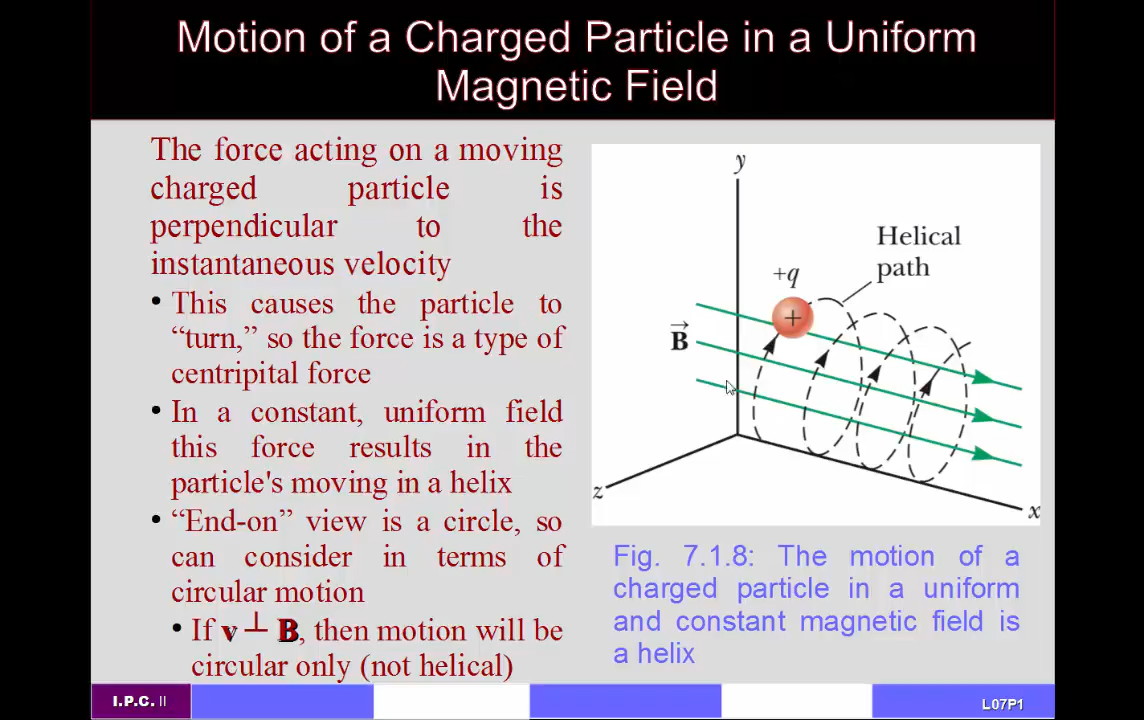 Motion of a Charged Particle in a Uniform
Magnetic Field
The force acting on a moving
charged particle is
perpendicular to the
instantaneous velocity
• This causes the particle to
“turn,” so the force is a type of
centripital force
• In a constant, uniform field
this force results in the
particle's moving in a helix
• “End-on” view is a circle, so
can consider in terms of
circular motion
• If v ⊥ B, then motion will be
circular only (not helical)
y
Helical
path
+q
+
B⃗
z
x
Fig. 7.1.8: The motion of a
charged particle in a uniform
and constant magnetic field is
a helix
I.P.C. II
L07P1